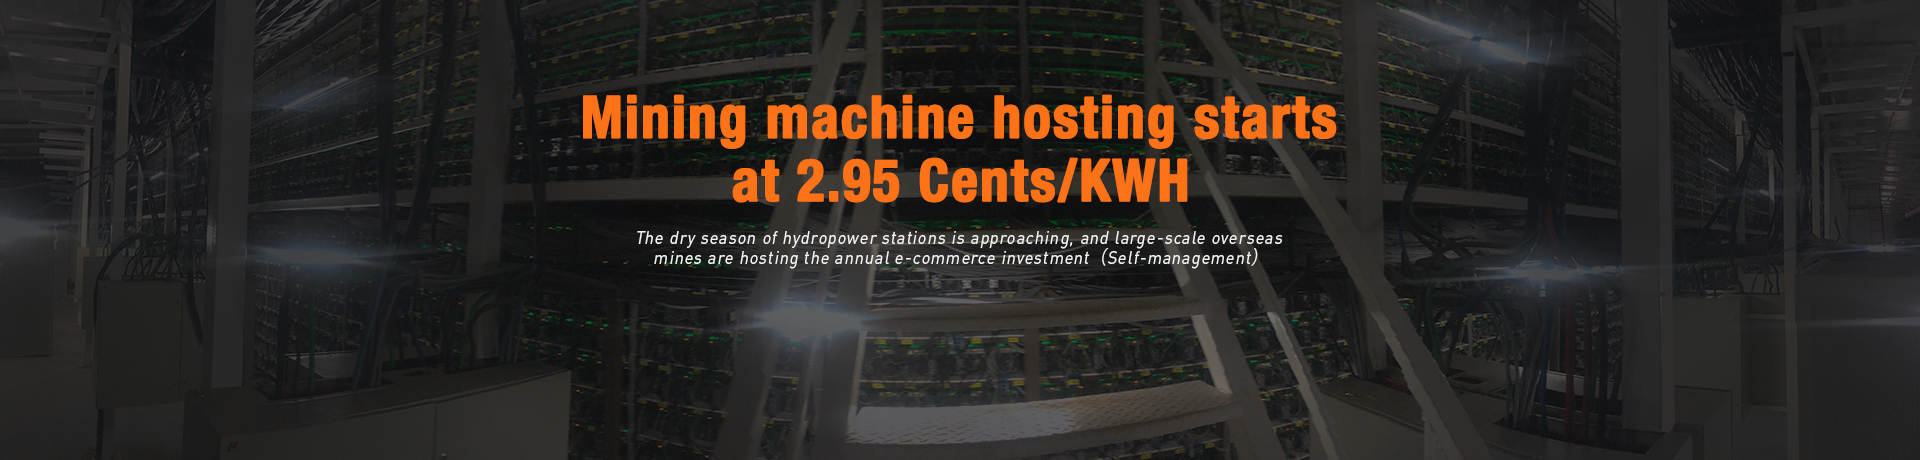 Mining machine hosting starts
at 2.95 Cents/KWH
The dry season of hydropower stations is approaching, and large-scale overseas
mines are hosting the annual e-commerce investment (Self-management)